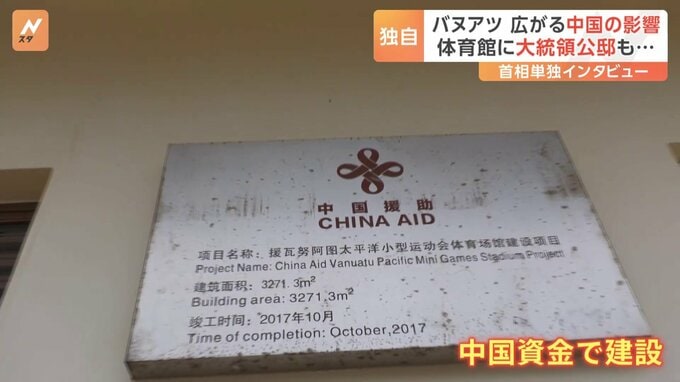 N
スタ
独自
バヌアツ 広がる中国の影響
体育館に大統領公邸も…
首相単独インタビュー
中国援助
CHINA AID
项目名称：援瓦努阿图太平洋小型运动会体育场馆建设项目
Project Name: China Aid Vanuatu Pacific Mini Games Stadium Project
建筑面积：3271.3m²
Building area: 3271.3m²
竣工时间：2017年10月
Time of completion: October,2017
中国資金で建設